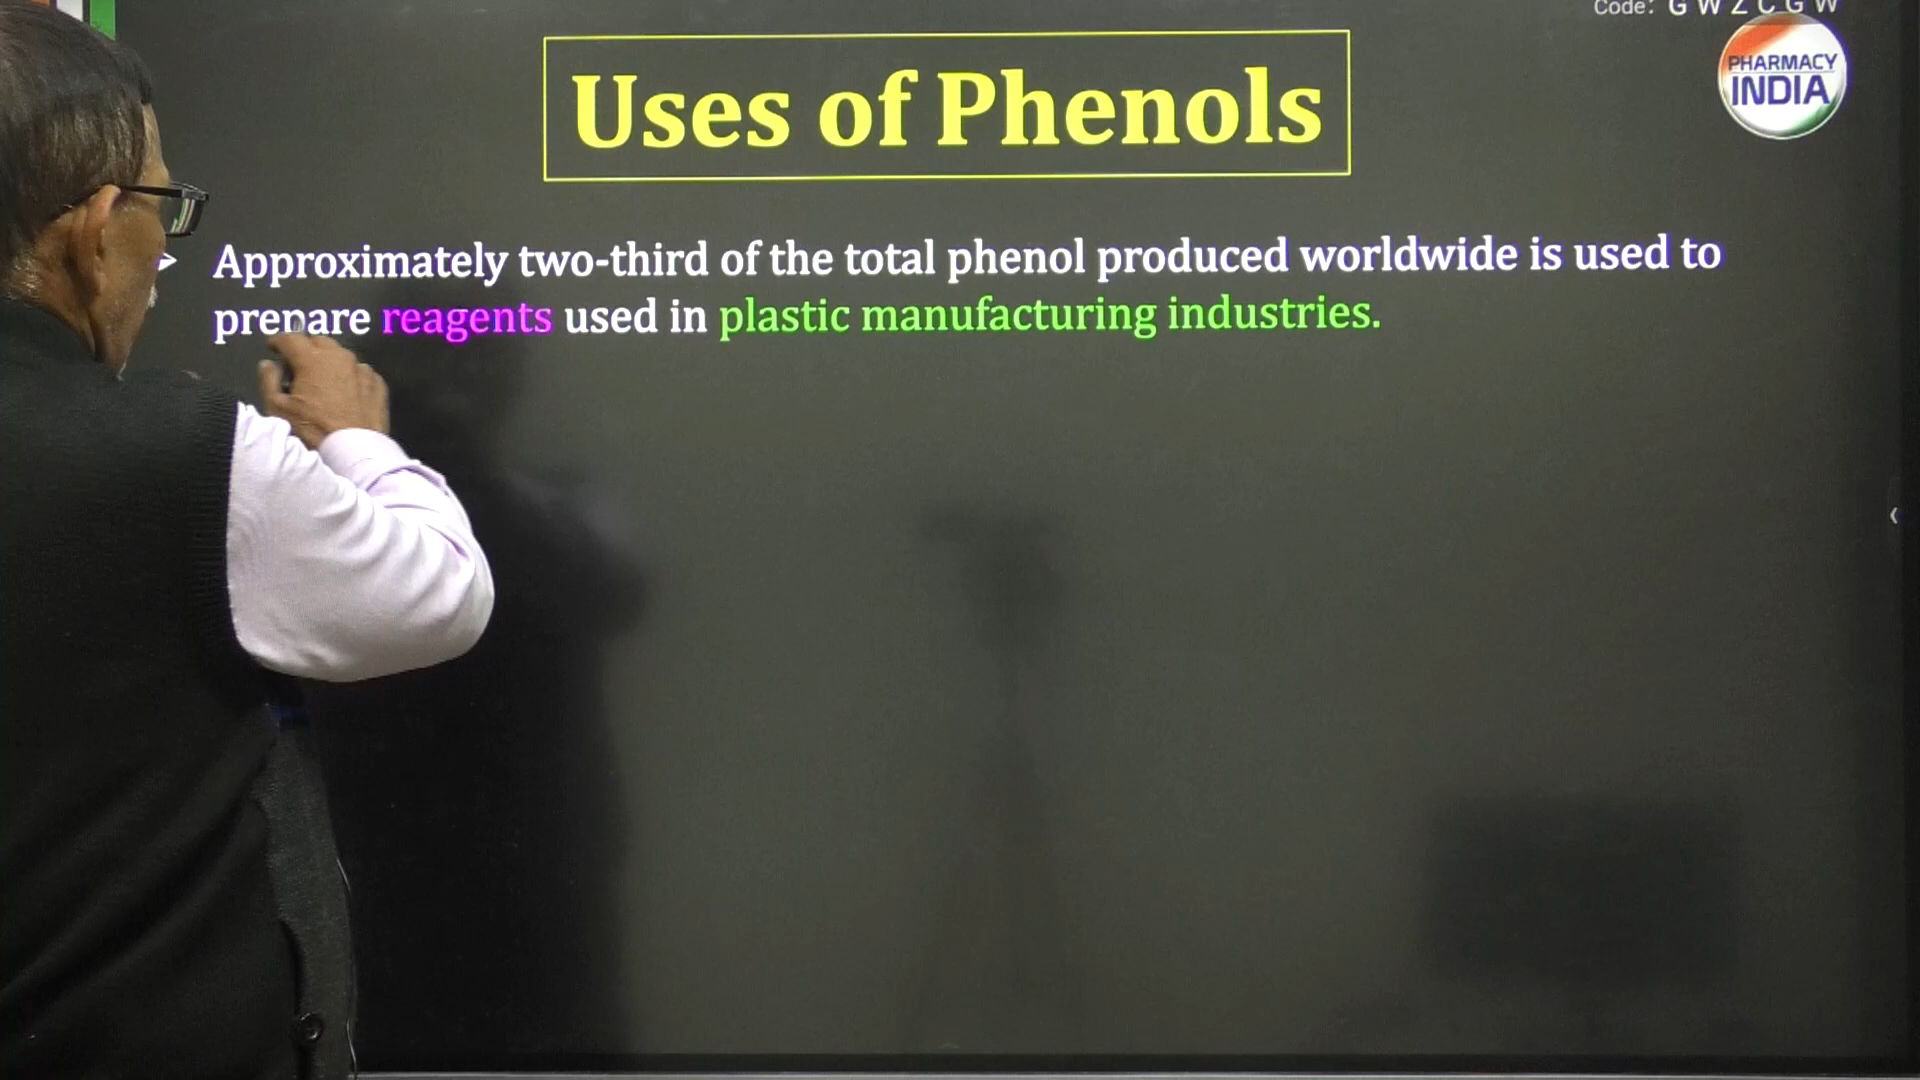 Code: G W Z C G W
PHARMACY
INDIA
Uses of Phenols
➢ Approximately two-third of the total phenol produced worldwide is used to
prepare reagents used in plastic manufacturing industries.